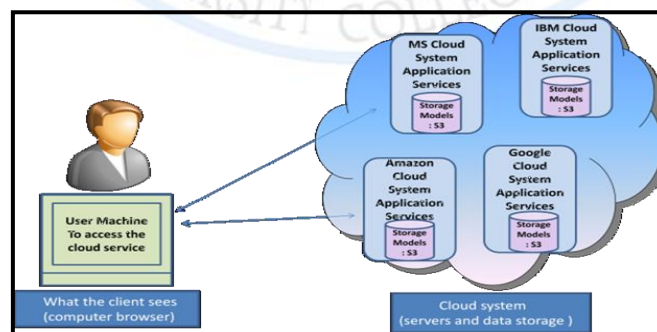 ERSITY COLLE
MS Cloud
System
Application
Services
Storage
Models
: S3
IBM Cloud
System
Application
Services
Storage
Models
: S3
Amazon
Cloud
System
Application
Services
Storage
Models
: S3
Google
Cloud
System
Application
Services
Storage
Models
: S3
User Machine
To access the
cloud service
What the client sees
(computer browser)
Cloud system
(servers and data storage )